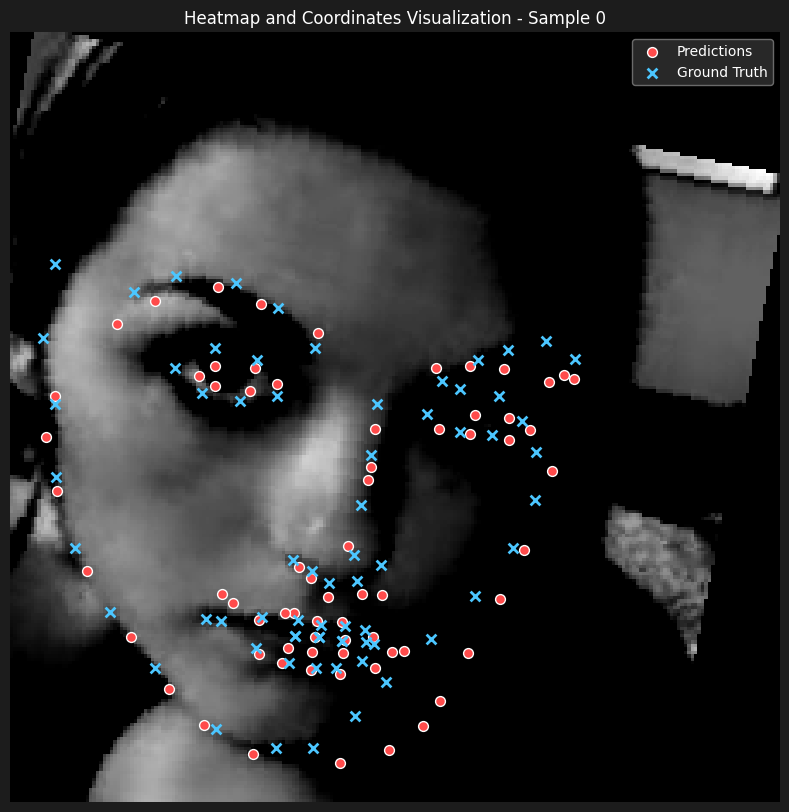 Heatmap and Coordinates Visualization - Sample 0
Predictions
Ground Truth